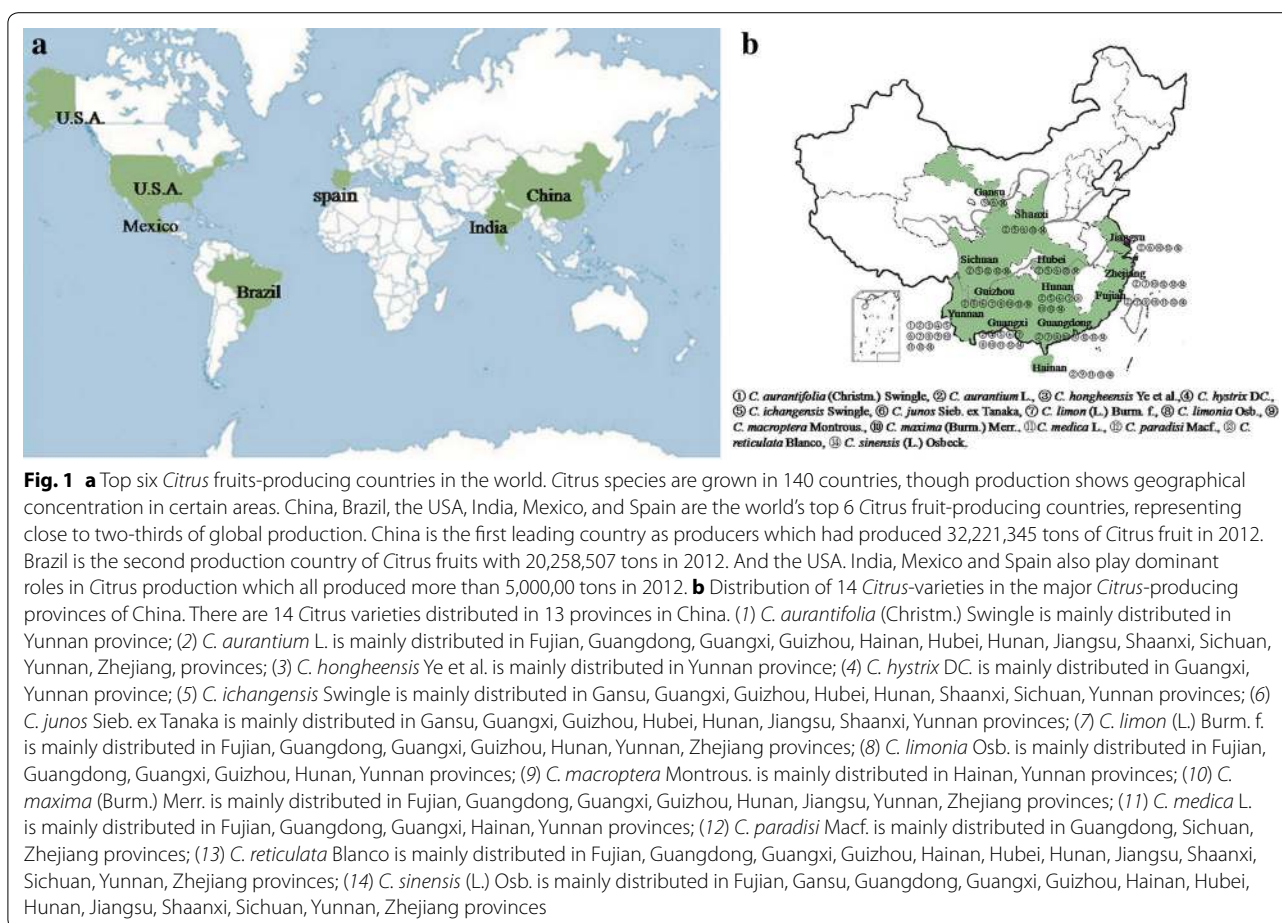 a
U.S.A.
U.S.A.
Mexico
Brazil
spain
India
China
b
Gansu
Shanxi
Jiangsu
Sichuan
Hubei
Zhejiang
Guizhou
Hunan
Fujian
Yunnan
Guangxi
Guangdong
Hainan
① C. aurantifolia (Christm.) Swingle, ② C. aurantium L., ③ C. hongheensis Ye et al.,④ C. hystrix DC.,
⑤ C. ichangensis Swingle, ⑥ C. junos Sieb. ex Tanaka, ⑦ C. limon (L.) Burm. f., ⑧ C. limonia Osb., ⑨
C. macroptera Montrous., ⑩ C. maxima (Burm.) Merr., ⑪ C. medica L., ⑫ C. paradisi Macf., ⑬ C.
reticulata Blanco, ⑭ C. sinensis (L.) Osbeck.
Fig. 1 a Top six Citrus fruits-producing countries in the world. Citrus species are grown in 140 countries, though production shows geographical
concentration in certain areas. China, Brazil, the USA, India, Mexico, and Spain are the world's top 6 Citrus fruit-producing countries, representing
close to two-thirds of global production. China is the first leading country as producers which had produced 32,221,345 tons of Citrus fruit in 2012.
Brazil is the second production country of Citrus fruits with 20,258,507 tons in 2012. And the USA. India, Mexico and Spain also play dominant
roles in Citrus production which all produced more than 5,000,00 tons in 2012. b Distribution of 14 Citrus-varieties in the major Citrus-producing
provinces of China. There are 14 Citrus varieties distributed in 13 provinces in China. (1) C. aurantifolia (Christm.) Swingle is mainly distributed in
Yunnan province; (2) C. aurantium L. is mainly distributed in Fujian, Guangdong, Guangxi, Guizhou, Hainan, Hubei, Hunan, Jiangsu, Shaanxi, Sichuan,
Yunnan, Zhejiang, provinces; (3) C. hongheensis Ye et al. is mainly distributed in Yunnan province; (4) C. hystrix DC. is mainly distributed in Guangxi,
Yunnan province; (5) C. ichangensis Swingle is mainly distributed in Gansu, Guangxi, Guizhou, Hubei, Hunan, Shaanxi, Sichuan, Yunnan provinces; (6)
C. junos Sieb. ex Tanaka is mainly distributed in Gansu, Guangxi, Guizhou, Hubei, Hunan, Jiangsu, Shaanxi, Yunnan provinces; (7) C. limon (L.) Burm. f.
is mainly distributed in Fujian, Guangdong, Guangxi, Guizhou, Hunan, Yunnan, Zhejiang provinces; (8) C. limonia Osb. is mainly distributed in Fujian,
Guangdong, Guangxi, Guizhou, Hunan, Yunnan provinces; (9) C. macroptera Montrous. is mainly distributed in Hainan, Yunnan provinces; (10) C.
maxima (Burm.) Merr. is mainly distributed in Fujian, Guangdong, Guangxi, Guizhou, Hunan, Jiangsu, Yunnan, Zhejiang provinces; (11) C. medica L.
is mainly distributed in Fujian, Guangdong, Guangxi, Hainan, Yunnan provinces; (12) C. paradisi Macf. is mainly distributed in Guangdong, Sichuan,
Zhejiang provinces; (13) C. reticulata Blanco is mainly distributed in Fujian, Guangdong, Guangxi, Guizhou, Hainan, Hubei, Hunan, Jiangsu, Shaanxi,
Sichuan, Yunnan, Zhejiang provinces; (14) C. sinensis (L.) Osb. is mainly distributed in Fujian, Gansu, Guangdong, Guangxi, Guizhou, Hainan, Hubei,
Hunan, Jiangsu, Shaanxi, Sichuan, Yunnan, Zhejiang provinces